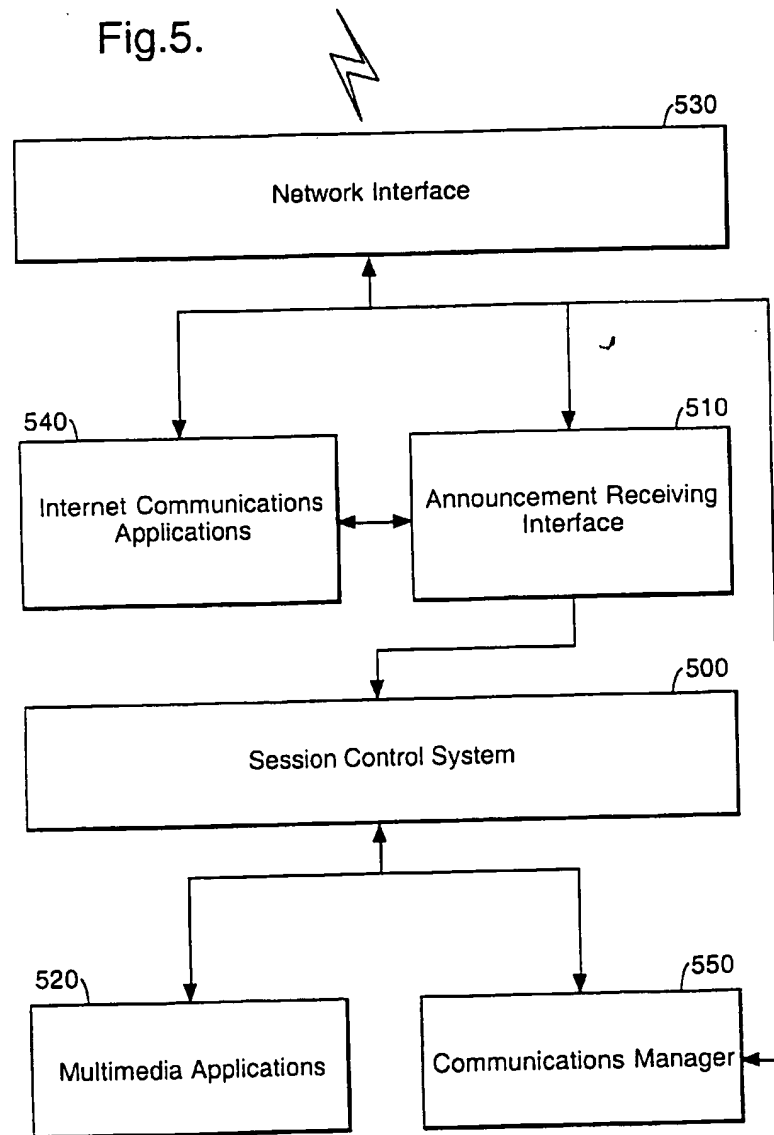 Fig.5.
530
Network Interface
540
510
Internet Communications
Applications
Announcement Receiving
Interface
500
Session Control System
520
550
Multimedia Applications
Communications Manager